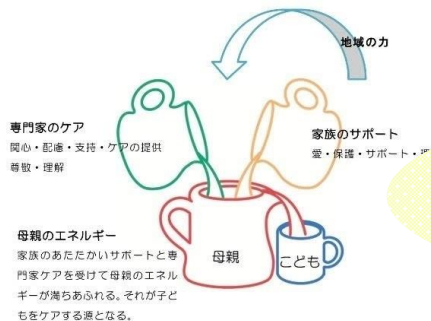 地域の力
専門家のケア
関心・配慮・支持・ケアの提供
尊敬・理解
家族のサポート
愛・保護・サポート・理
母親のエネルギー
家族のあたたかいサポートと専
門家ケアを受けて母親のエネル
ギーが満ちあふれる。それが子ど
もをケアする源となる。
母親
こども